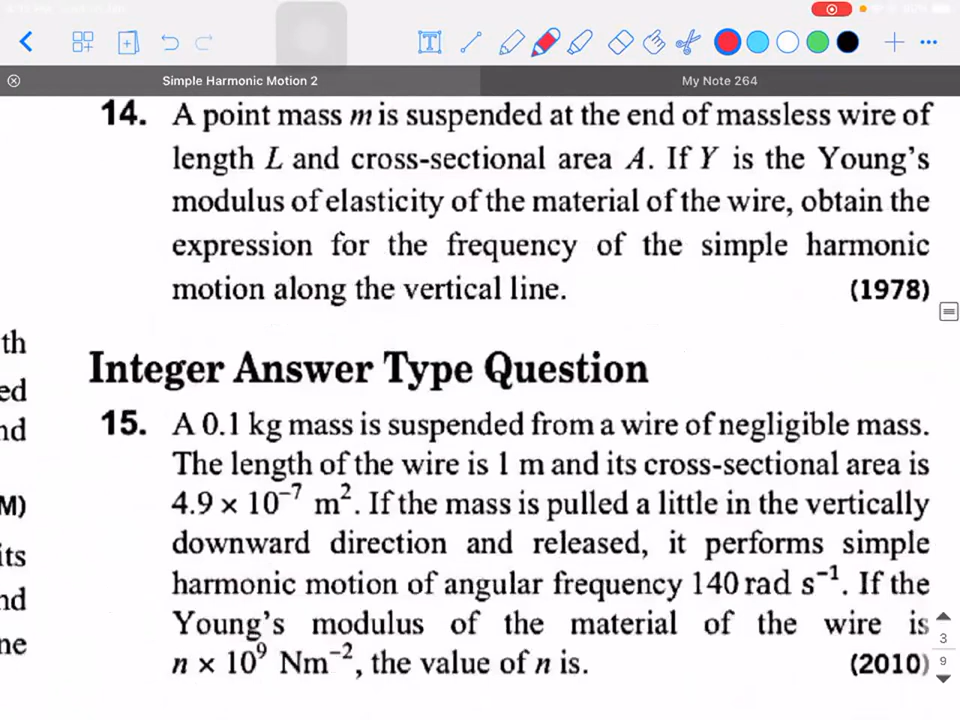 Simple Harmonic Motion 2
My Note 264
14. A point mass m is suspended at the end of massless wire of
length L and cross-sectional area A. If Y is the Young's
modulus of elasticity of the material of the wire, obtain the
expression for the frequency of the simple harmonic
motion along the vertical line. (1978)
th
Integer Answer Type Question
ed
15. A 0.1 kg mass is suspended from a wire of negligible mass.
nd
The length of the wire is 1 m and its cross-sectional area is
4.9 × 10⁻⁷ m². If the mass is pulled a little in the vertically
M)
downward direction and released, it performs simple
its
harmonic motion of angular frequency 140 rad s⁻¹. If the
nd
Young's modulus of the material of the wire is
ne
n × 10⁹ Nm⁻², the value of n is. (2010)
3
9